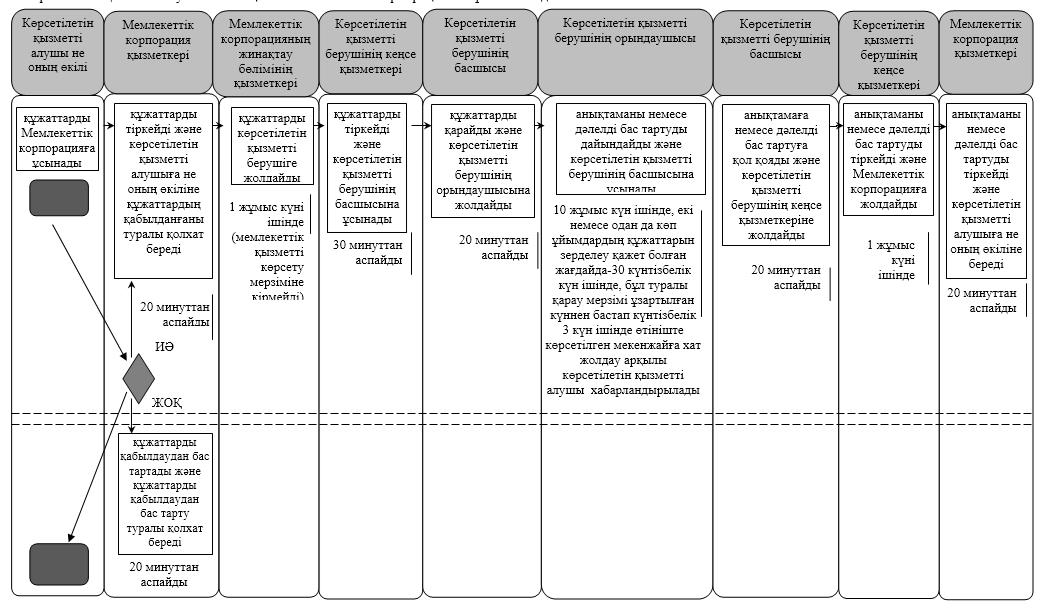 Көрсетілетін
қызметті
алушы не
оның өкілі
Мемлекеттік
корпорация
қызметкері
Мемлекеттік
корпорацияның
жинақтау
бөлімінің
қызметкері
Көрсетілетін
қызметті
берушінің кеңсе
қызметкері
Көрсетілетін
қызметті
берушінің
басшысы
Көрсетілетін қызметті
берушінің орындаушысы
Көрсетілетін
қызметті берушінің
басшысы
Көрсетілетін
қызметті
берушінің
кеңсе
қызметкері
Мемлекеттік
корпорация
қызметкері
құжаттарды
Мемлекеттік
корпорацияға
ұсынады
құжаттарды
тіркейді және
көрсетілетін
қызметті
алушыға не
оның өкіліне
құжаттардың
қабылданғаны
туралы қолхат
береді
20 минуттан
аспайды
ИӘ
ЖОҚ
құжаттарды
қабылдаудан бас
тартады және
құжаттарды
қабылдаудан
бас тарту
туралы қолхат
береді
20 минуттан
аспайды
құжаттарды
көрсетілетін
қызметті
берушіге
жолдайды
1 жұмыс күні
ішінде
(мемлекеттік
қызметті
көрсету
мерзіміне
кірмейді)
құжаттарды
тіркейді
және
көрсетілетін
қызметті
берушінің
басшысына
ұсынады
30 минуттан
аспайды
құжаттарды
қарайды және
көрсетілетін
қызметті
берушінің
орындаушысына
жолдайды
20 минуттан
аспайды
анықтаманы немесе
дәлелді бас тартуды
дайындайды және
көрсетілетін қызметті
берушінің басшысына
ұсынады
10 жұмыс күн ішінде, екі
немесе одан да көп
ұйымдардың құжаттарын
зерделеу қажет болған
жағдайда-30 күнтізбелік
күн ішінде, бұл туралы
қарау мерзімі ұзартылған
күннен бастап күнтізбелік
3 күн ішінде өтініште
көрсетілген мекенжайға хат
жолдау арқылы
көрсетілетін қызметті
алушы хабарландырылады
анықтамаға
немесе дәлелді
бас тартуға
қол қояды және
көрсетілетін
қызметті
берушінің кеңсе
қызметкеріне
жолдайды
20 минуттан
аспайды
анықтаманы
немесе дәлелді
бас тартуды
тіркейді және
Мемлекеттік
корпорацияға
жолдайды
1 жұмыс
күні
ішінде
анықтаманы
немесе
дәлелді бас
тартуды
тіркейді
және
көрсетілетін
қызметті
алушыға не
оның өкіліне
береді
20 минуттан
аспайды